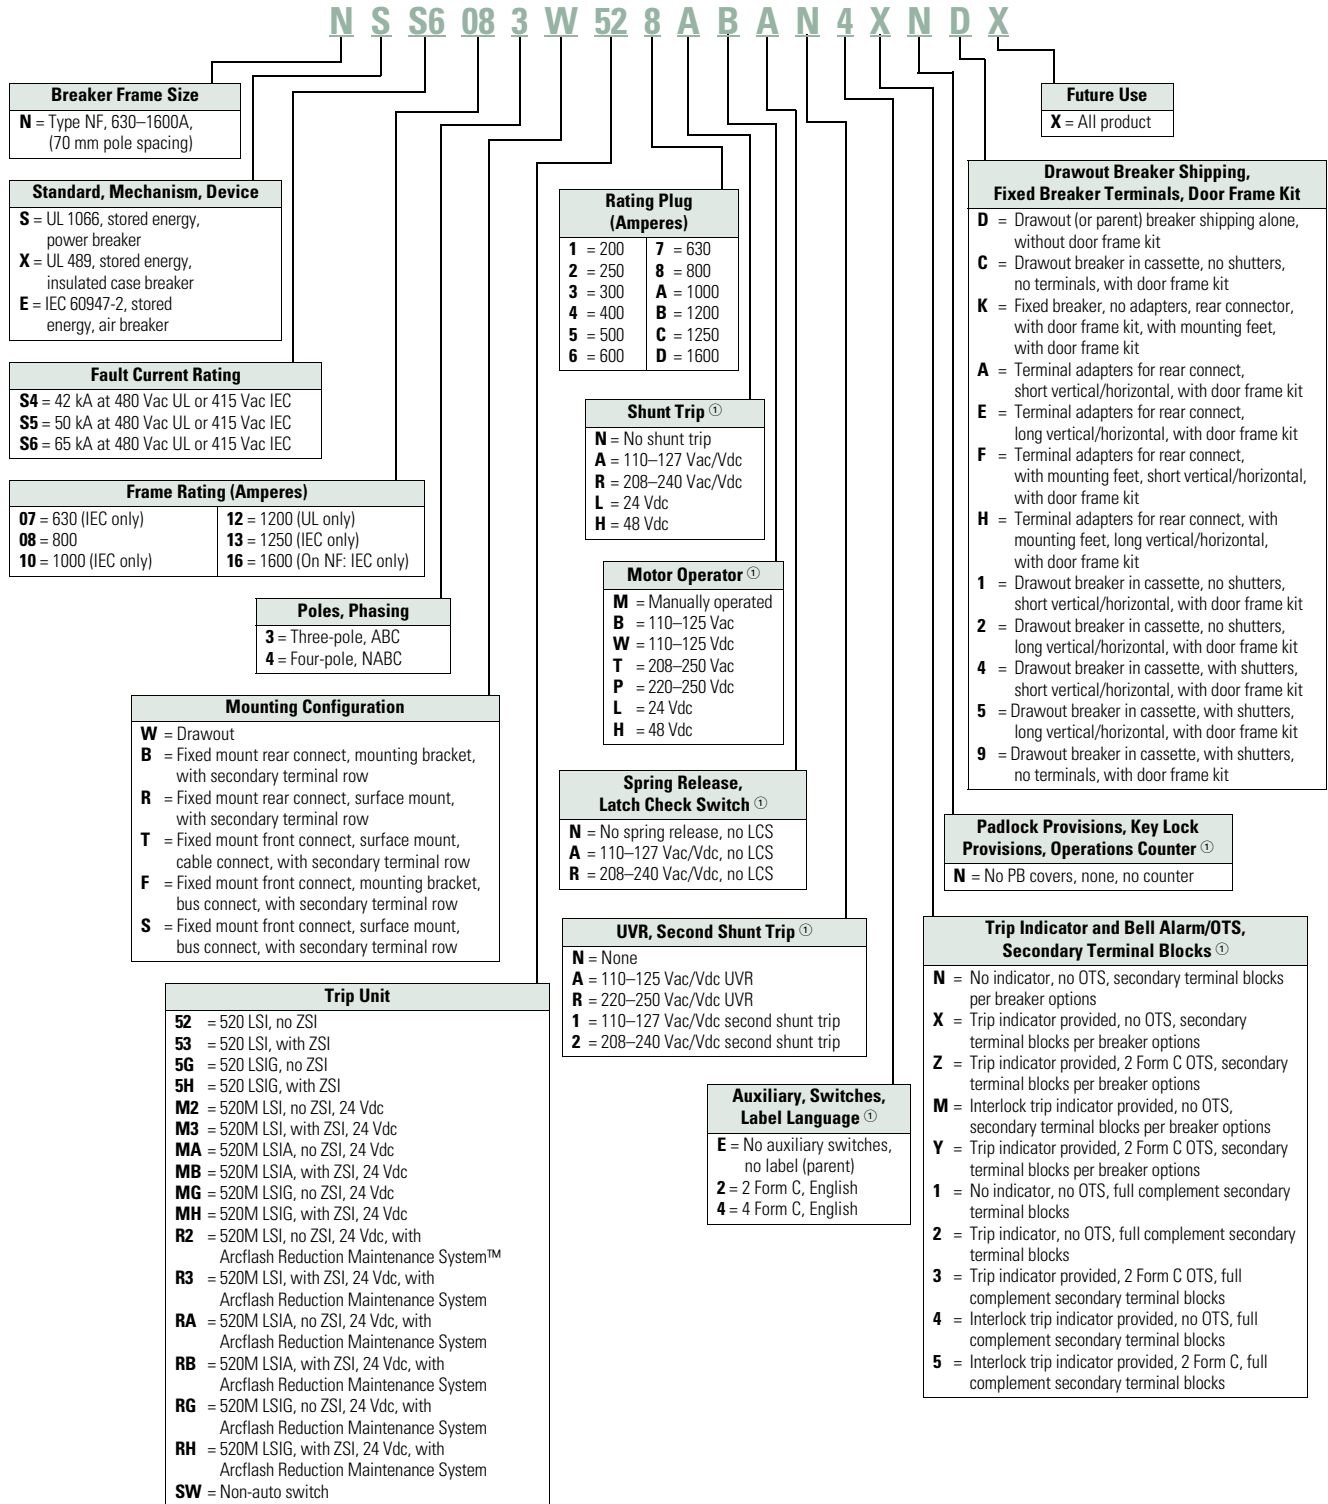 N S S6 08 3 W 52 8 A B A N 4 X N D X
Breaker Frame Size
N = Type NF, 630–1600A,
(70 mm pole spacing)
Standard, Mechanism, Device
S = UL 1066, stored energy,
power breaker
X = UL 489, stored energy,
insulated case breaker
E = IEC 60947-2, stored
energy, air breaker
Fault Current Rating
S4 = 42 kA at 480 Vac UL or 415 Vac IEC
S5 = 50 kA at 480 Vac UL or 415 Vac IEC
S6 = 65 kA at 480 Vac UL or 415 Vac IEC
Frame Rating (Amperes)
07 = 630 (IEC only)
08 = 800
10 = 1000 (IEC only)
12 = 1200 (UL only)
13 = 1250 (IEC only)
16 = 1600 (On NF: IEC only)
Poles, Phasing
3 = Three-pole, ABC
4 = Four-pole, NABC
Mounting Configuration
W = Drawout
B = Fixed mount rear connect, mounting bracket,
with secondary terminal row
R = Fixed mount rear connect, surface mount,
with secondary terminal row
T = Fixed mount front connect, surface mount,
cable connect, with secondary terminal row
F = Fixed mount front connect, mounting bracket,
bus connect, with secondary terminal row
S = Fixed mount front connect, surface mount,
bus connect, with secondary terminal row
Trip Unit
52 = 520 LSI, no ZSI
53 = 520 LSI, with ZSI
5G = 520 LSIG, no ZSI
5H = 520 LSIG, with ZSI
M2 = 520M LSI, no ZSI, 24 Vdc
M3 = 520M LSI, with ZSI, 24 Vdc
MA = 520M LSIA, no ZSI, 24 Vdc
MB = 520M LSIA, with ZSI, 24 Vdc
MG = 520M LSIG, no ZSI, 24 Vdc
MH = 520M LSIG, with ZSI, 24 Vdc
R2 = 520M LSI, no ZSI, 24 Vdc, with
Arcflash Reduction Maintenance System™
R3 = 520M LSI, with ZSI, 24 Vdc, with
Arcflash Reduction Maintenance System
RA = 520M LSIA, no ZSI, 24 Vdc, with
Arcflash Reduction Maintenance System
RB = 520M LSIA, with ZSI, 24 Vdc, with
Arcflash Reduction Maintenance System
RG = 520M LSIG, no ZSI, 24 Vdc, with
Arcflash Reduction Maintenance System
RH = 520M LSIG, with ZSI, 24 Vdc, with
Arcflash Reduction Maintenance System
SW = Non-auto switch
Rating Plug
(Amperes)
1 = 200
2 = 250
3 = 300
4 = 400
5 = 500
6 = 600
7 = 630
8 = 800
A = 1000
B = 1200
C = 1250
D = 1600
Shunt Trip ①
N = No shunt trip
A = 110–127 Vac/Vdc
R = 208–240 Vac/Vdc
L = 24 Vdc
H = 48 Vdc
Motor Operator ①
M = Manually operated
B = 110–125 Vac
W = 110–125 Vdc
T = 208–250 Vac
P = 220–250 Vdc
L = 24 Vdc
H = 48 Vdc
Spring Release,
Latch Check Switch ①
N = No spring release, no LCS
A = 110–127 Vac/Vdc, no LCS
R = 208–240 Vac/Vdc, no LCS
UVR, Second Shunt Trip ①
N = None
A = 110–125 Vac/Vdc UVR
R = 220–250 Vac/Vdc UVR
1 = 110–127 Vac/Vdc second shunt trip
2 = 208–240 Vac/Vdc second shunt trip
Auxiliary, Switches,
Label Language ①
E = No auxiliary switches,
no label (parent)
2 = 2 Form C, English
4 = 4 Form C, English
Future Use
X = All product
Drawout Breaker Shipping,
Fixed Breaker Terminals, Door Frame Kit
D = Drawout (or parent) breaker shipping alone,
without door frame kit
C = Drawout breaker in cassette, no shutters,
no terminals, with door frame kit
K = Fixed breaker, no adapters, rear connector,
with door frame kit, with mounting feet,
with door frame kit
A = Terminal adapters for rear connect,
short vertical/horizontal, with door frame kit
E = Terminal adapters for rear connect,
long vertical/horizontal, with door frame kit
F = Terminal adapters for rear connect,
with mounting feet, short vertical/horizontal,
with door frame kit
H = Terminal adapters for rear connect, with
mounting feet, long vertical/horizontal,
with door frame kit
1 = Drawout breaker in cassette, no shutters,
short vertical/horizontal, with door frame kit
2 = Drawout breaker in cassette, no shutters,
long vertical/horizontal, with door frame kit
4 = Drawout breaker in cassette, with shutters,
short vertical/horizontal, with door frame kit
5 = Drawout breaker in cassette, with shutters,
long vertical/horizontal, with door frame kit
9 = Drawout breaker in cassette, with shutters,
no terminals, with door frame kit
Padlock Provisions, Key Lock
Provisions, Operations Counter ①
N = No PB covers, none, no counter
Trip Indicator and Bell Alarm/OTS,
Secondary Terminal Blocks ①
N = No indicator, no OTS, secondary terminal blocks
per breaker options
X = Trip indicator provided, no OTS, secondary
terminal blocks per breaker options
Z = Trip indicator provided, 2 Form C OTS, secondary
terminal blocks per breaker options
M = Interlock trip indicator provided, no OTS,
secondary terminal blocks per breaker options
Y = Trip indicator provided, 2 Form C OTS, secondary
terminal blocks per breaker options
1 = No indicator, no OTS, full complement secondary
terminal blocks
2 = Trip indicator, no OTS, full complement secondary
terminal blocks
3 = Trip indicator provided, 2 Form C OTS, full
complement secondary terminal blocks
4 = Interlock trip indicator provided, no OTS, full
complement secondary terminal blocks
5 = Interlock trip indicator provided, 2 Form C, full
complement secondary terminal blocks